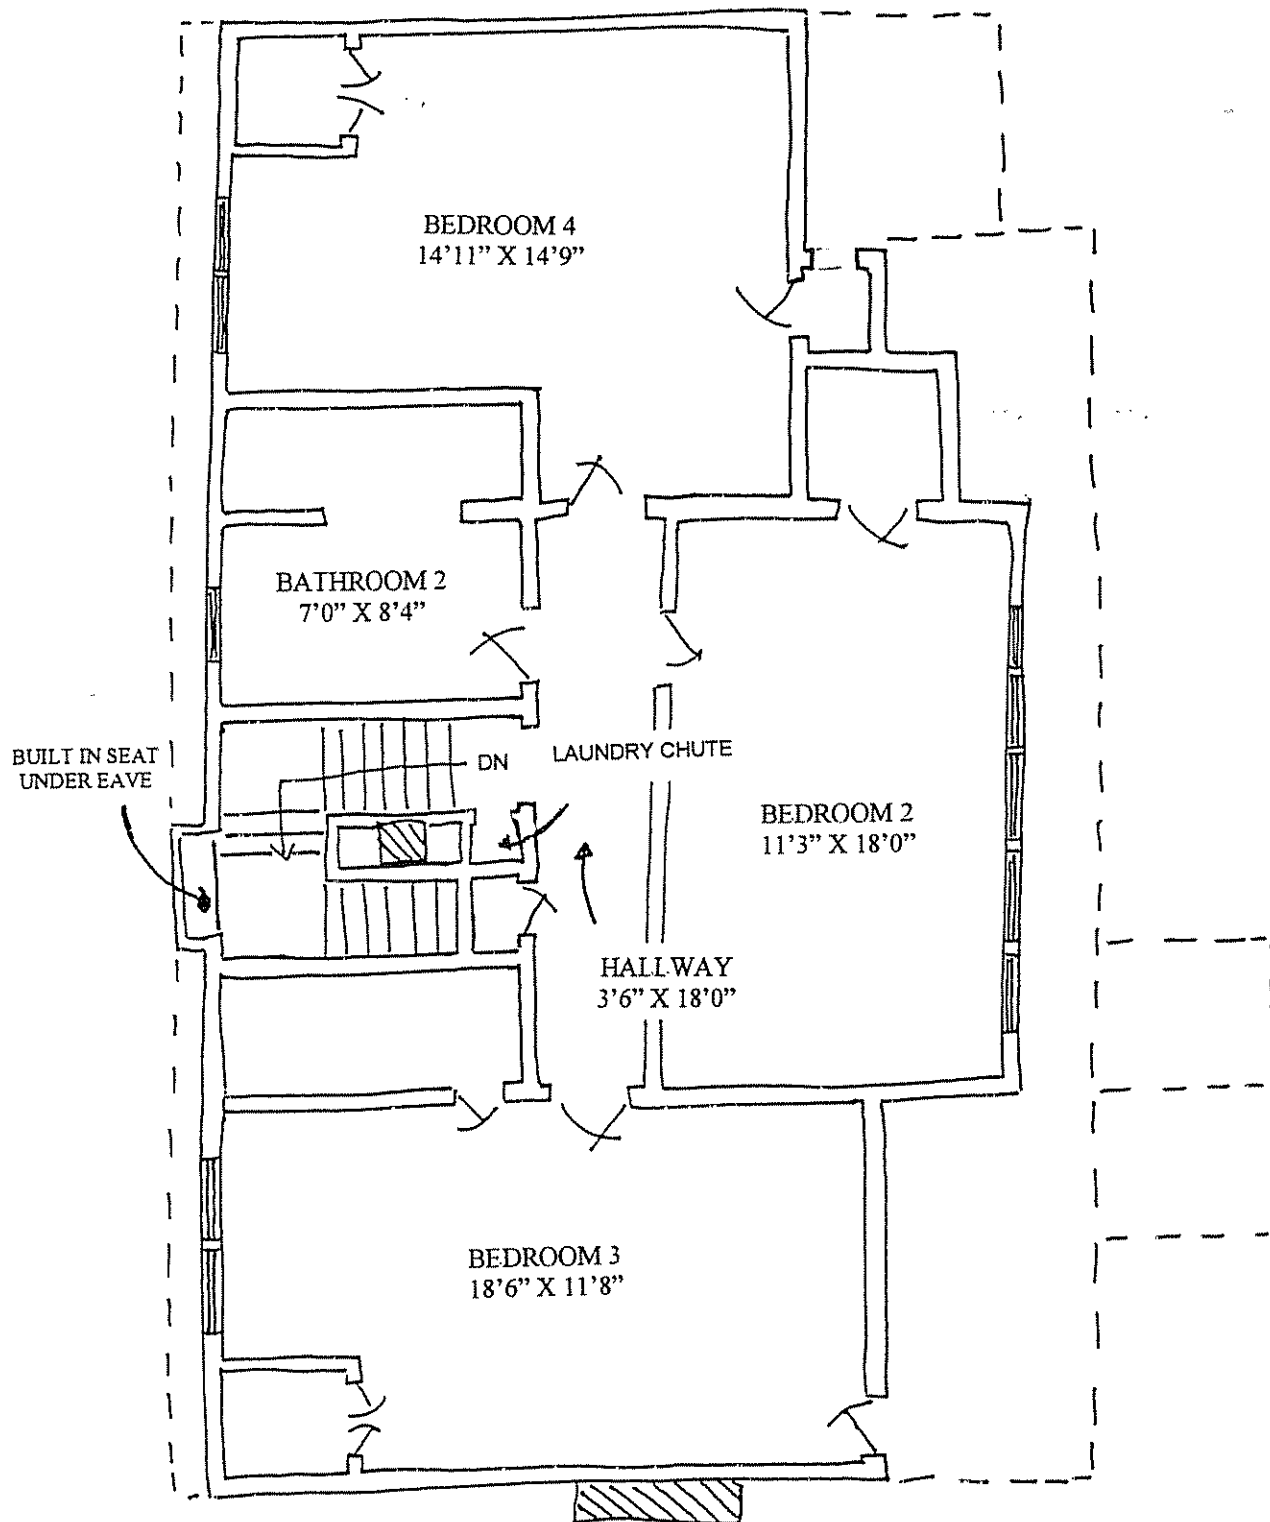 BEDROOM 4
14’11” X 14’9”
BATHROOM 2
7’0” X 8’4”
BUILT IN SEAT
UNDER EAVE
DN
LAUNDRY CHUTE
BEDROOM 2
11’3” X 18’0”
HALLWAY
3’6” X 18’0”
BEDROOM 3
18’6” X 11’8”